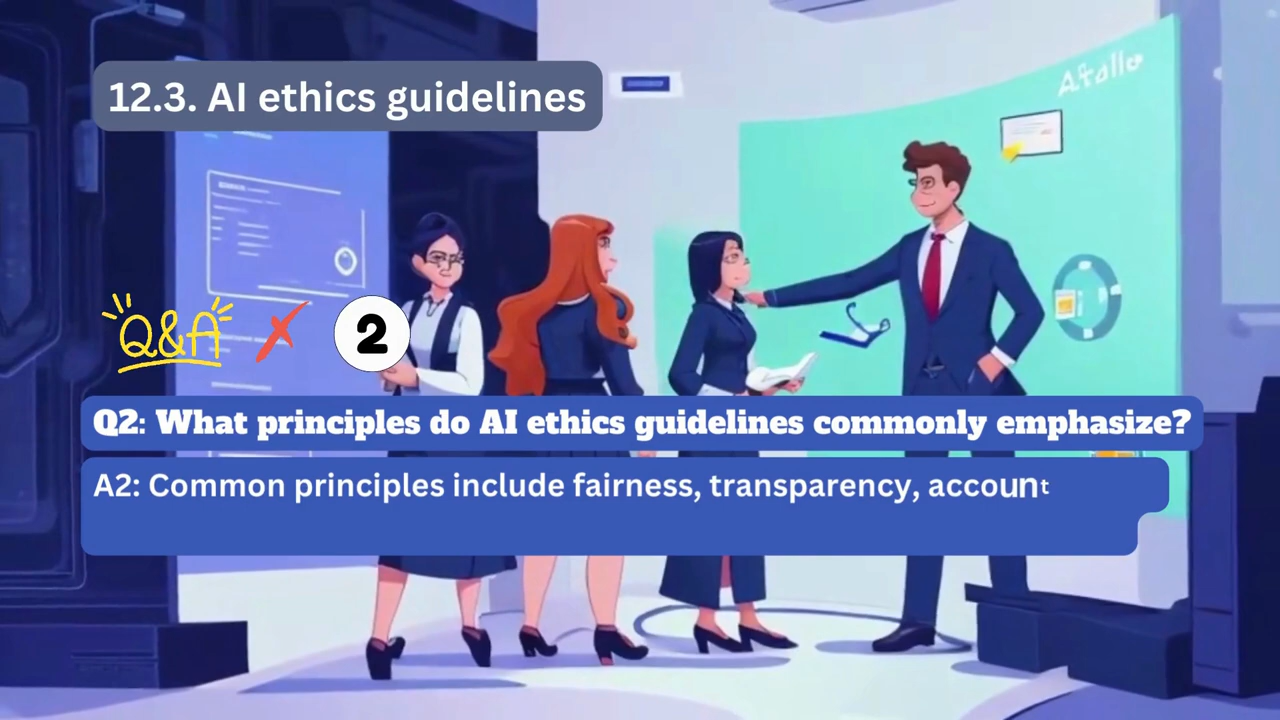 12.3. AI ethics guidelines
Q&A
2
Q2: What principles do AI ethics guidelines commonly emphasize?
A2: Common principles include fairness, transparency, account